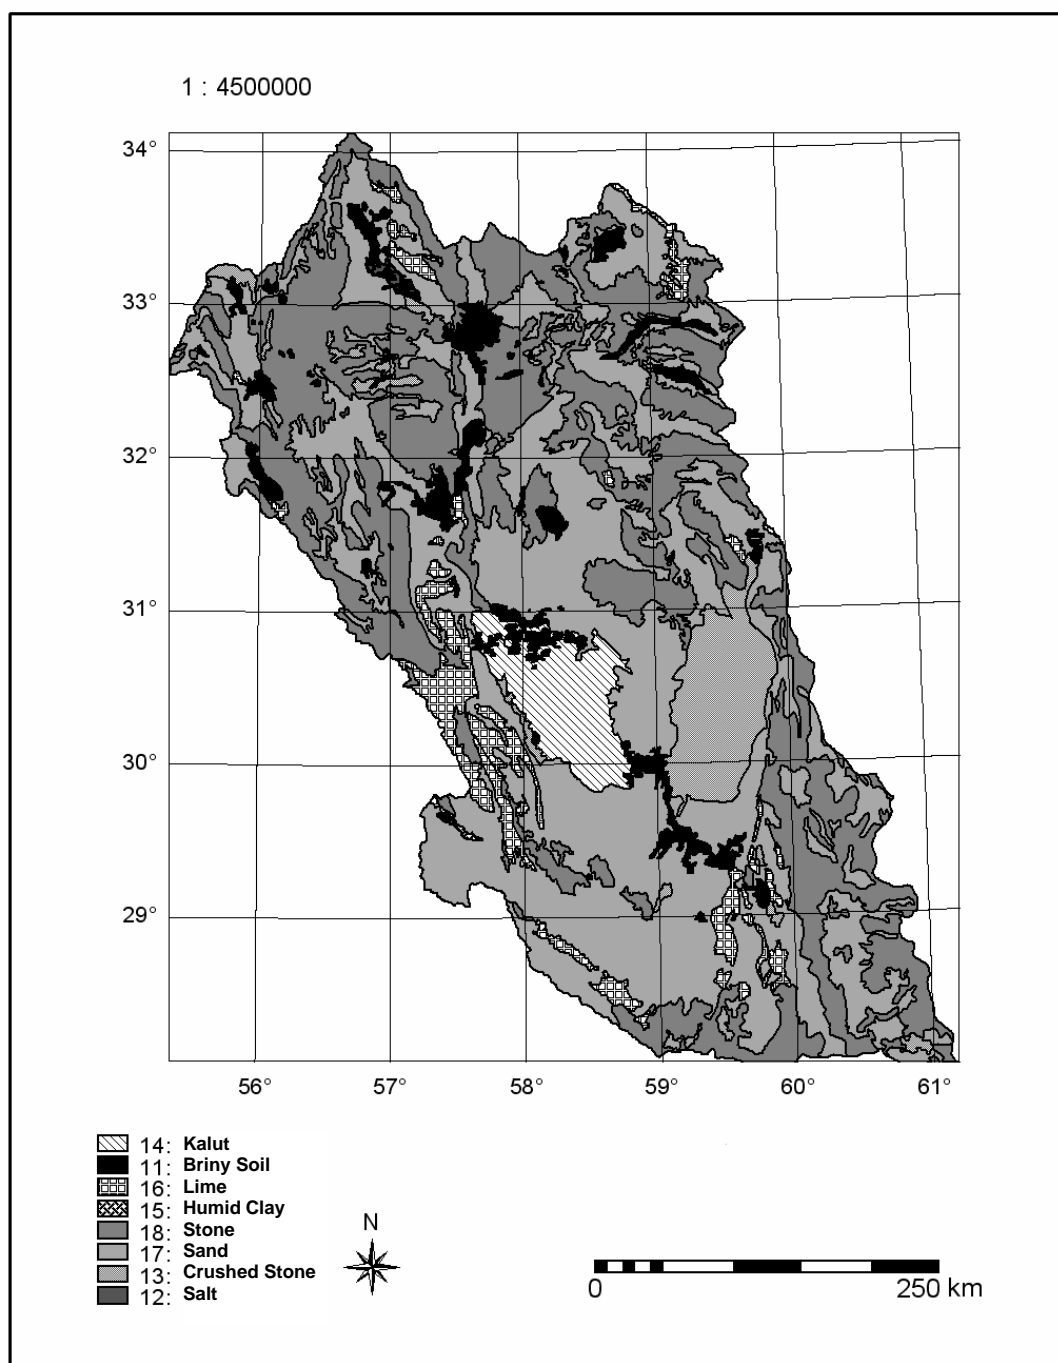 1 : 4500000
34°
33°
32°
31°
30°
29°
56° 57° 58° 59° 60° 61°
14: Kalut
11: Briny Soil
16: Lime
15: Humid Clay
18: Stone
17: Sand
13: Crushed Stone
12: Salt
N
0 250 km